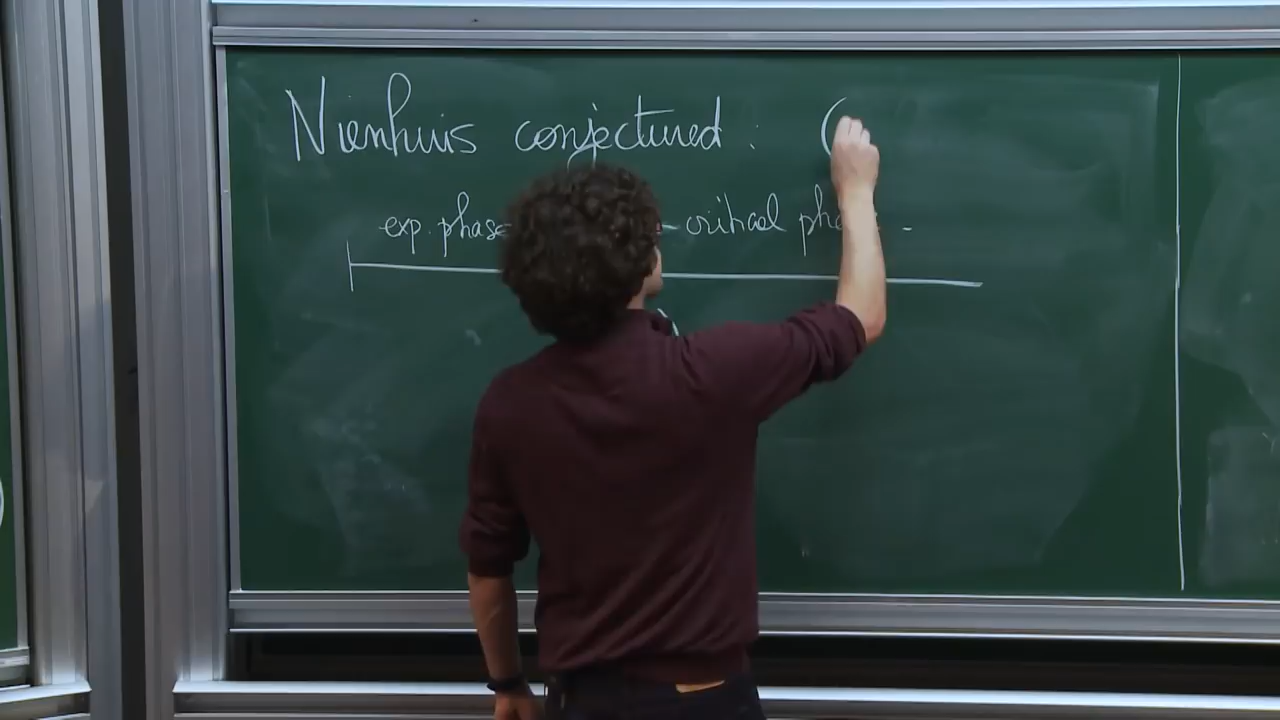 Nienhuis conjectured : (
exp. phase - critical pha .